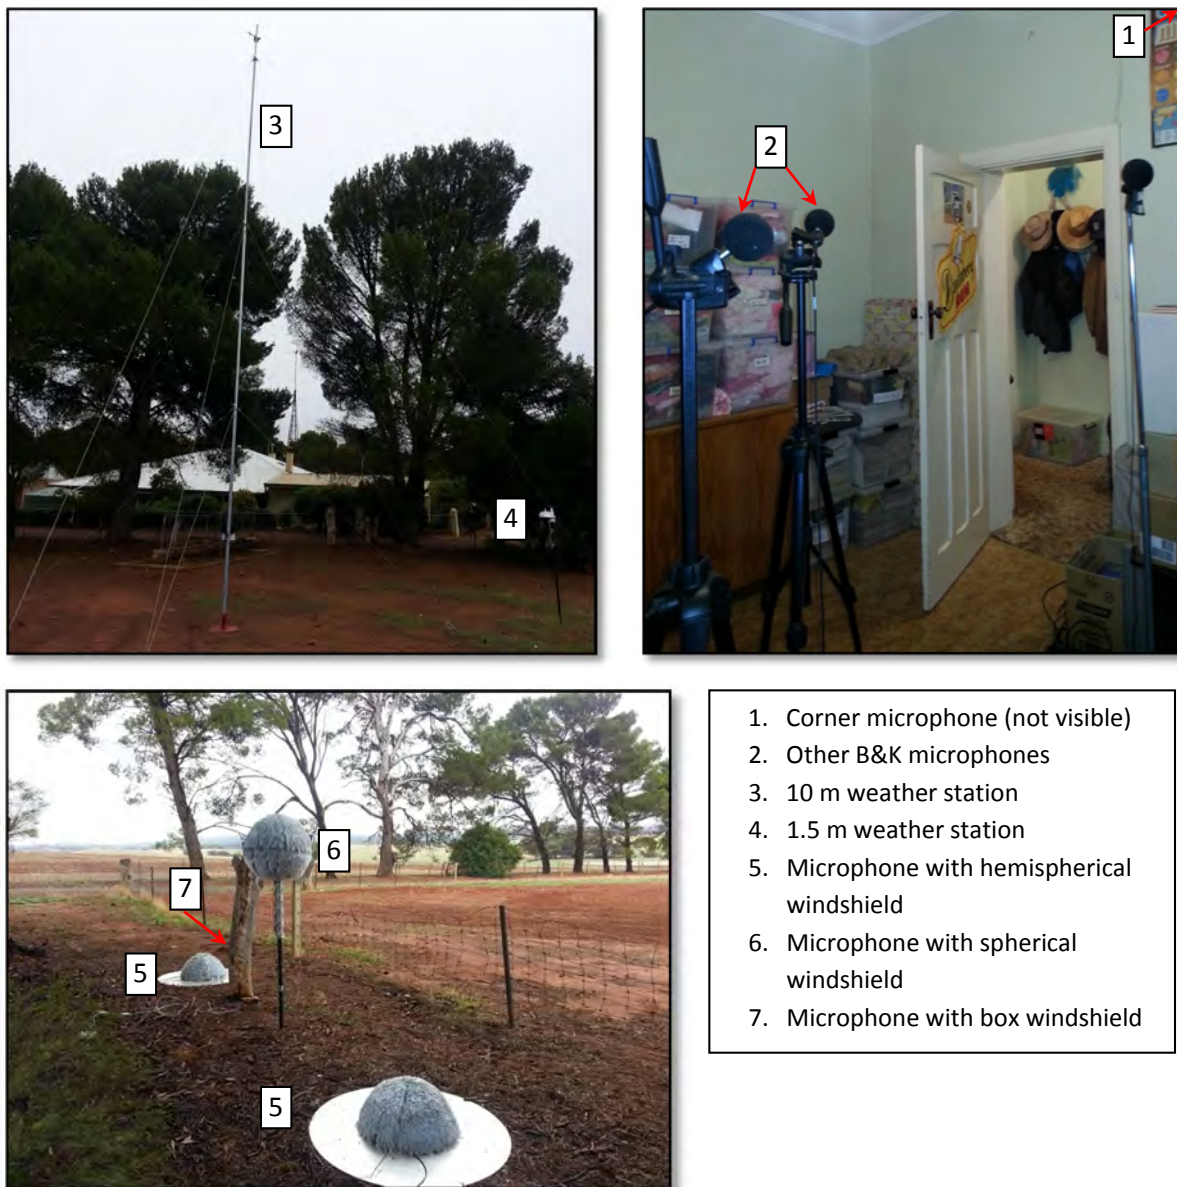 3
4
1
2
7
6
5
5
1. Corner microphone (not visible)
2. Other B&K microphones
3. 10 m weather station
4. 1.5 m weather station
5. Microphone with hemispherical
windshield
6. Microphone with spherical
windshield
7. Microphone with box windshield